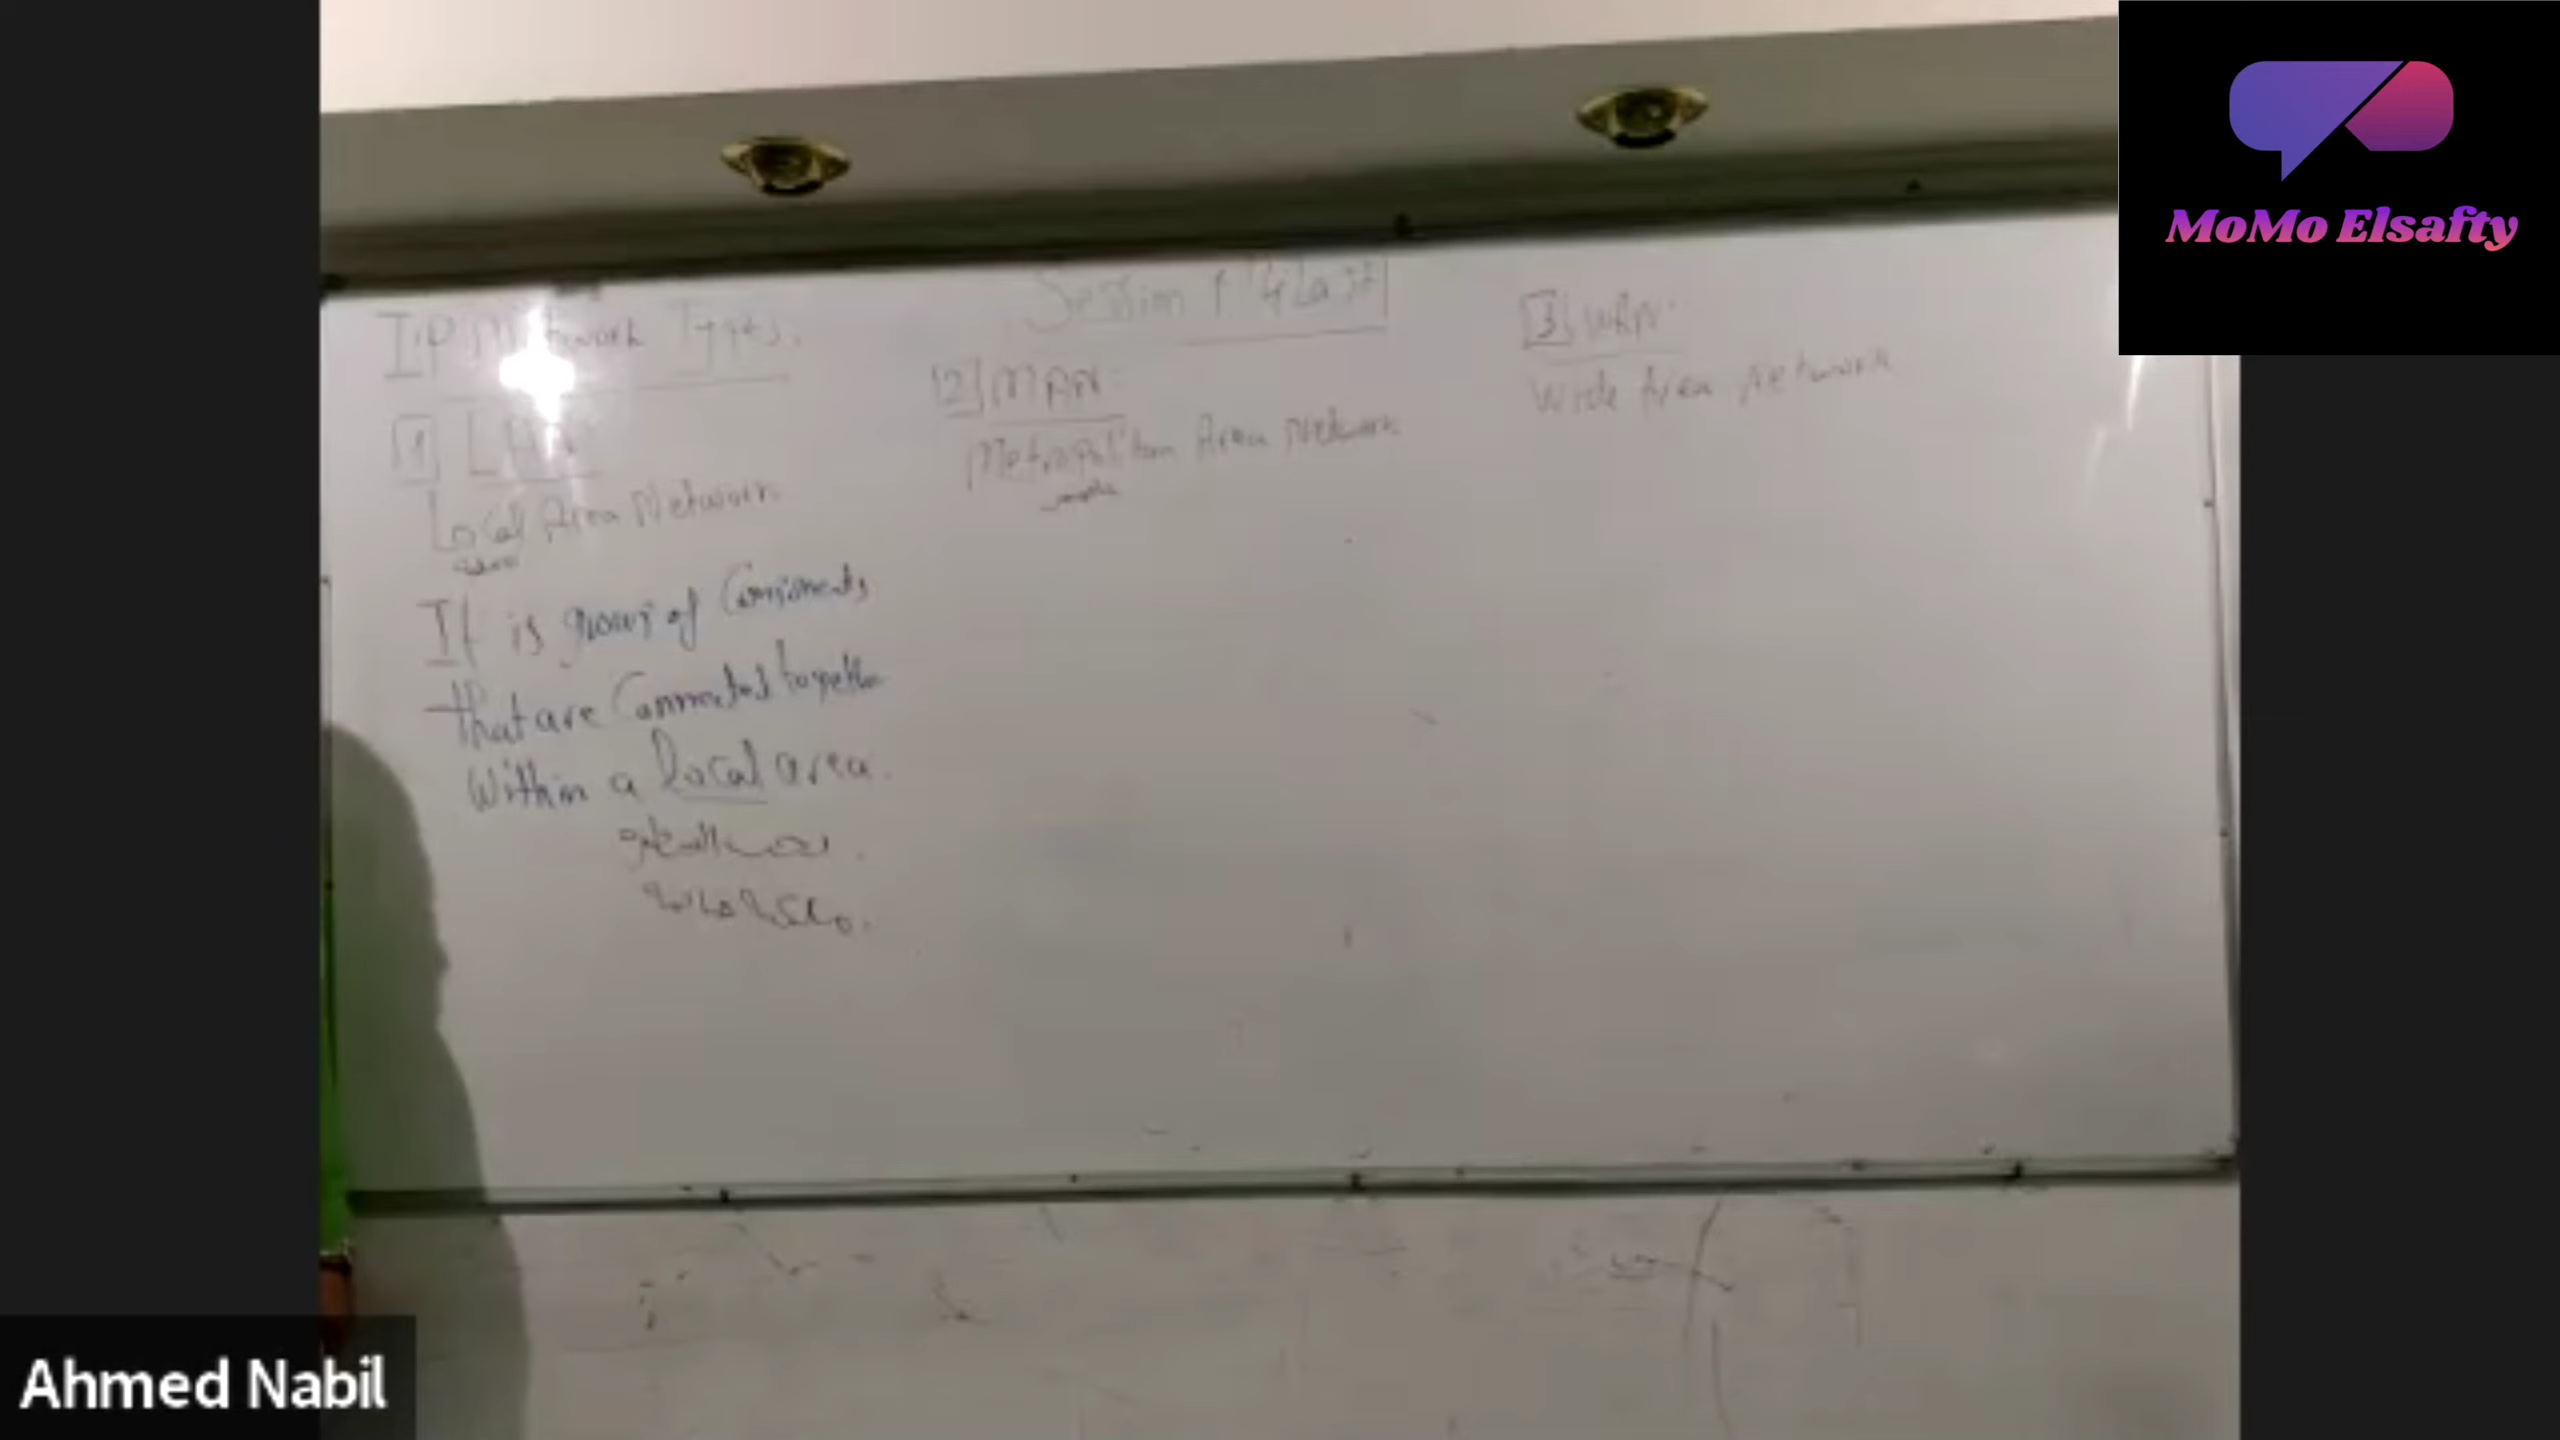 IP Network Types.
Session 1
[1] LAN
Local Area Network
It is group of Components
that are Connected together
Within a local area.
[2] MAN:
Metropolitan Area Network
[3] WAN:
Wide Area Network
MoMo Elsafty
Ahmed Nabil